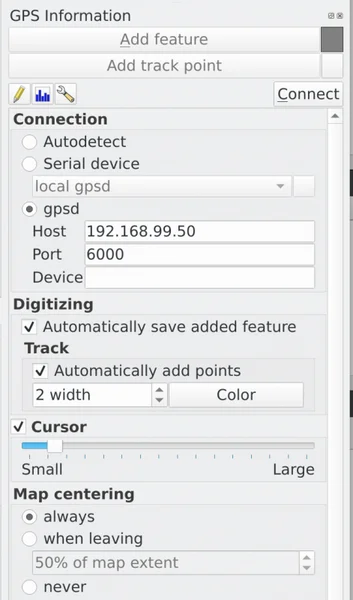 GPS Information
Add feature
Add track point
Connect
Connection
Autodetect
Serial device
local gpsd
gpsd
Host 192.168.99.50
Port 6000
Device
Digitizing
Automatically save added feature
Track
Automatically add points
2 width Color
Cursor
Small Large
Map centering
always
when leaving
50% of map extent
never